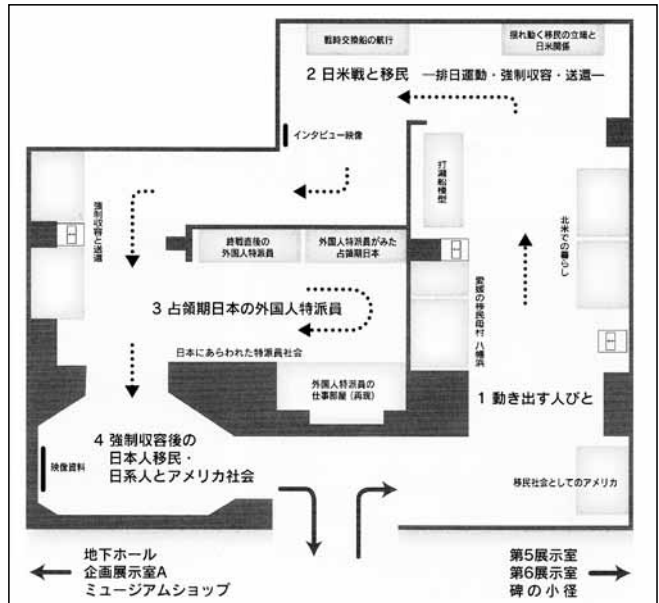 戦時交換船の航行
揺れ動く移民の立場と
日米関係
2 日米戦と移民 ―排日運動・強制収容・送還―
インタビュー映像
打瀬船模型
強制収容と送還
北米での暮らし
終戦直後の
外国人特派員
外国人特派員がみた
占領期日本
3 占領期日本の外国人特派員
愛媛の移民母村 八幡浜
日本にあらわれた特派員社会
外国人特派員の
仕事部屋(再現)
1 動き出す人びと
4 強制収容後の
日本人移民・
日系人とアメリカ社会
映像資料
移民社会としてのアメリカ
地下ホール
企画展示室A
ミュージアムショップ
第5展示室
第6展示室
碑の小径